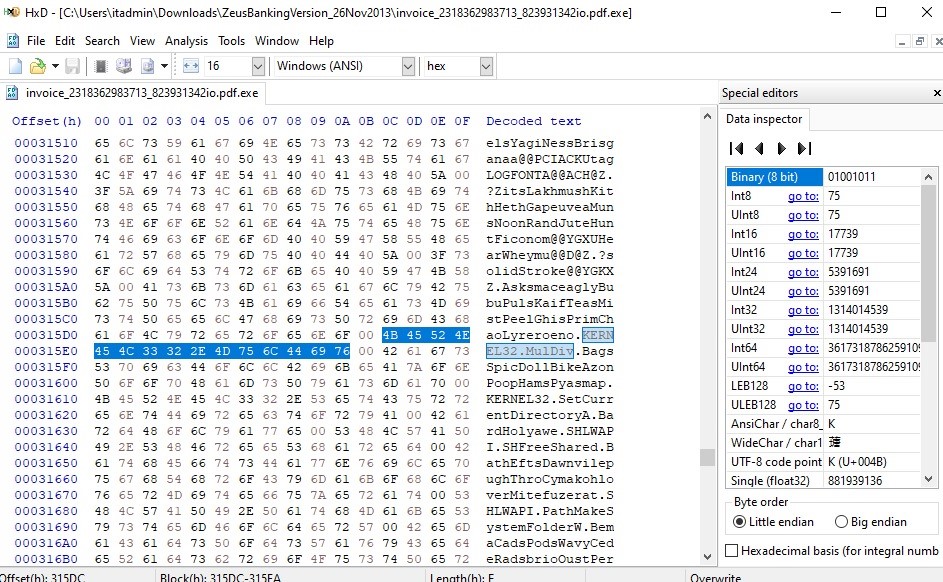 HxD - [C:\Users\itadmin\Downloads\ZeusBankingVersion_26Nov2013\invoice_2318362983713_823931342io.pdf.exe]
File Edit Search View Analysis Tools Window Help
16 Windows (ANSI) hex
invoice_2318362983713_823931342io.pdf.exe
Special editors
Data inspector
Offset(h) 00 01 02 03 04 05 06 07 08 09 0A 0B 0C 0D 0E 0F Decoded text
00031510 65 6C 73 59 61 67 69 4E 65 73 73 42 72 69 73 67 elsYagiNessBrisg
00031520 61 6E 61 61 40 40 50 43 49 41 43 4B 55 74 61 67 anaa@@PCIACKUtag
00031530 4C 4F 47 46 4F 4E 54 41 40 40 41 43 48 40 5A 00 LOGFONTA@@ACH@Z.
00031540 3F 5A 69 74 73 4C 61 6B 68 6D 75 73 68 4B 69 74 ?ZitsLakhmushKit
00031550 68 48 65 74 68 47 61 70 65 75 76 65 61 4D 75 6E hHethGapeuveaMun
00031560 73 4E 6F 6F 6E 52 61 6E 64 4A 75 74 65 48 75 6E sNoonRandJuteHun
00031570 74 46 69 63 6F 6E 6F 6D 40 40 59 47 58 55 48 65 tFiconom@@YGXUHe
00031580 61 72 57 68 65 79 6D 75 40 40 44 40 5A 00 3F 73 arWheymu@@D@Z.?s
00031590 6F 6C 69 64 53 74 72 6F 6B 65 40 40 59 47 4B 58 olidStroke@@YGKX
000315A0 5A 00 41 73 6B 73 6D 61 63 65 61 67 6C 79 42 75 Z.AsksmaceaglyBu
000315B0 62 75 50 75 6C 73 4B 61 69 66 54 65 61 73 4D 69 buPulsKaifTeasMi
000315C0 73 74 50 65 65 6C 47 68 69 73 50 72 69 6D 43 68 stPeelGhisPrimCh
000315D0 61 6F 4C 79 72 65 72 6F 65 6E 6F 00 4B 45 52 4E aoLyreroeno.KERN
000315E0 45 4C 33 32 2E 4D 75 6C 44 69 76 00 42 61 67 73 EL32.MulDiv.Bags
000315F0 53 70 69 63 44 6F 6C 6C 42 69 6B 65 41 7A 6F 6E SpicDollBikeAzon
00031600 50 6F 6F 70 48 61 6D 73 50 79 61 73 6D 61 70 00 PoopHamsPyasmap.
00031610 4B 45 52 4E 45 4C 33 32 2E 53 65 74 43 75 72 72 KERNEL32.SetCurr
00031620 65 6E 74 44 69 72 65 63 74 6F 72 79 41 00 42 61 entDirectoryA.Ba
00031630 72 64 48 6F 6C 79 61 77 65 00 53 48 4C 57 41 50 rdHolyawe.SHLWAP
00031640 49 2E 53 48 46 72 65 65 53 68 61 72 65 64 00 42 I.SHFreeShared.B
00031650 61 74 68 45 66 74 73 44 61 77 6E 76 69 6C 65 70 athEftsDawnvilep
00031660 75 67 68 54 68 72 6F 43 79 6D 61 6B 6F 68 6C 6F ughThroCymakohlo
00031670 76 65 72 4D 69 74 65 66 75 7A 65 72 61 74 00 53 verMitefuzerat.S
00031680 48 4C 57 41 50 49 2E 50 61 74 68 4D 61 6B 65 53 HLWAPI.PathMakeS
00031690 79 73 74 65 6D 46 6F 6C 64 65 72 57 00 42 65 6D ystemFolderW.Bem
000316A0 61 43 61 64 73 50 6F 64 73 57 61 76 79 43 65 64 aCadsPodsWavyCed
000316B0 65 52 61 64 73 62 72 69 6F 4F 75 73 74 50 65 72 eRadsbrioOustPer
Binary (8 bit) 01001011
Int8 go to: 75
UInt8 go to: 75
Int16 go to: 17739
UInt16 go to: 17739
Int24 go to: 5391691
UInt24 go to: 5391691
Int32 go to: 1314014539
UInt32 go to: 1314014539
Int64 go to:
UInt64 go to:
LEB128 go to: -53
ULEB128 go to: 75
AnsiChar / char8_ K
WideChar / char1
UTF-8 code point K (U+004B)
Single (float32) 881939136
Byte order
Little endian Big endian
Hexadecimal basis (for integral numb
Offset(h): 315DC Block(h): 315DC-315EA Length(h): F Overwrite